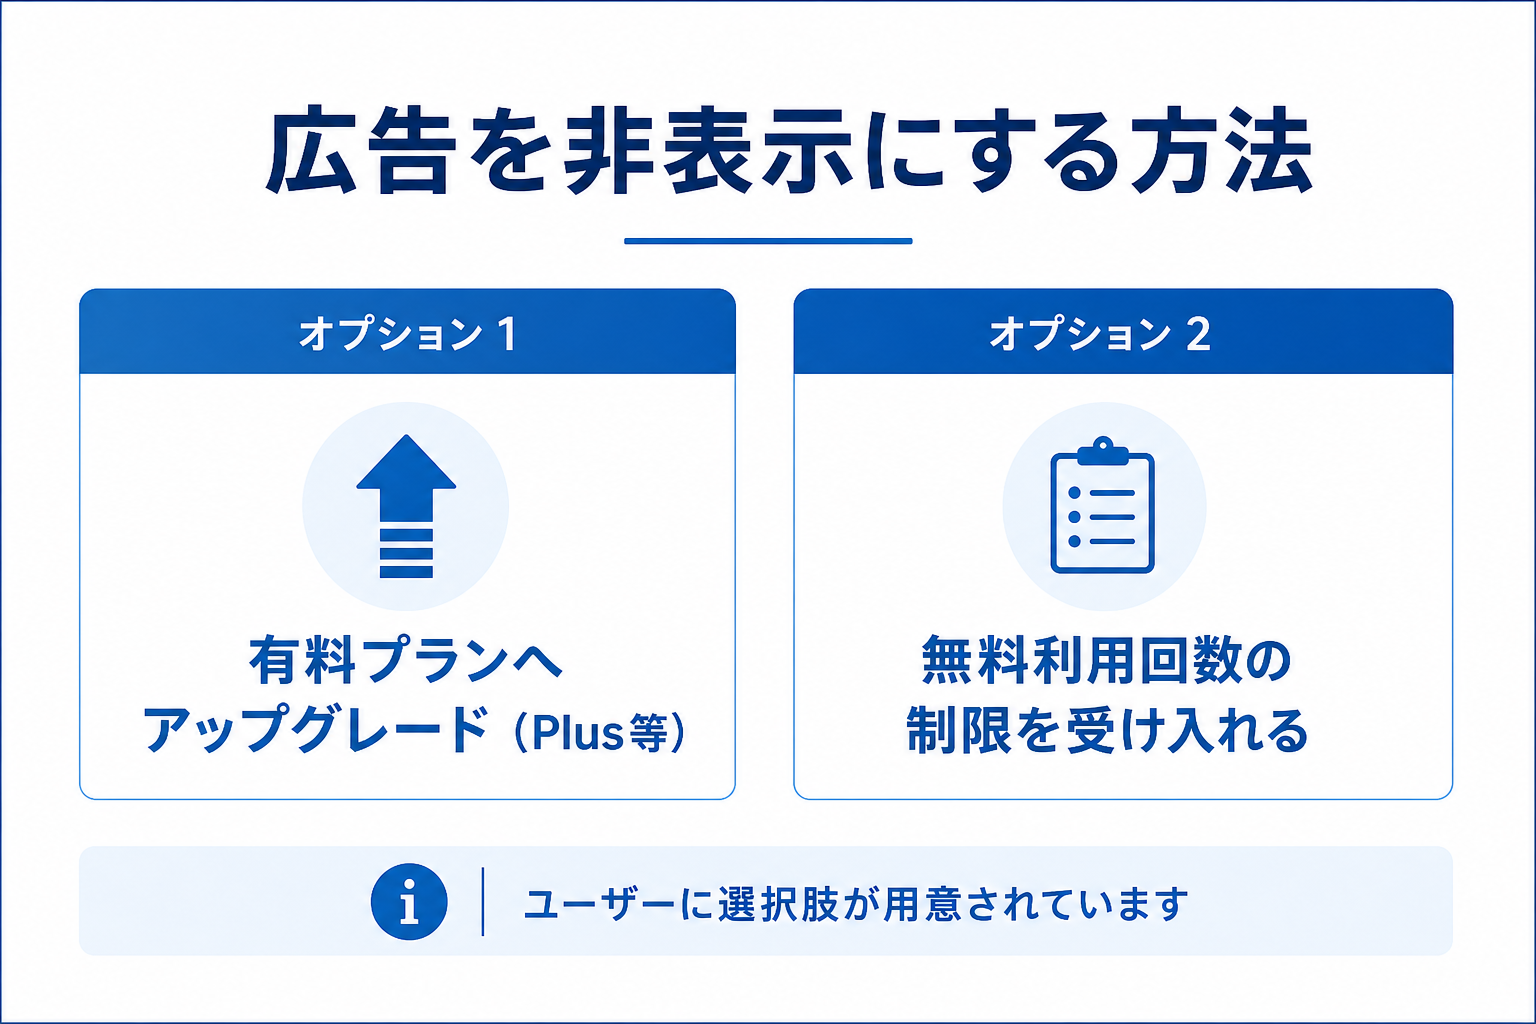 広告を非表示にする方法
オプション 1
有料プランへ
アップグレード（Plus等）
オプション 2
無料利用回数の
制限を受け入れる
i
ユーザーに選択肢が用意されています